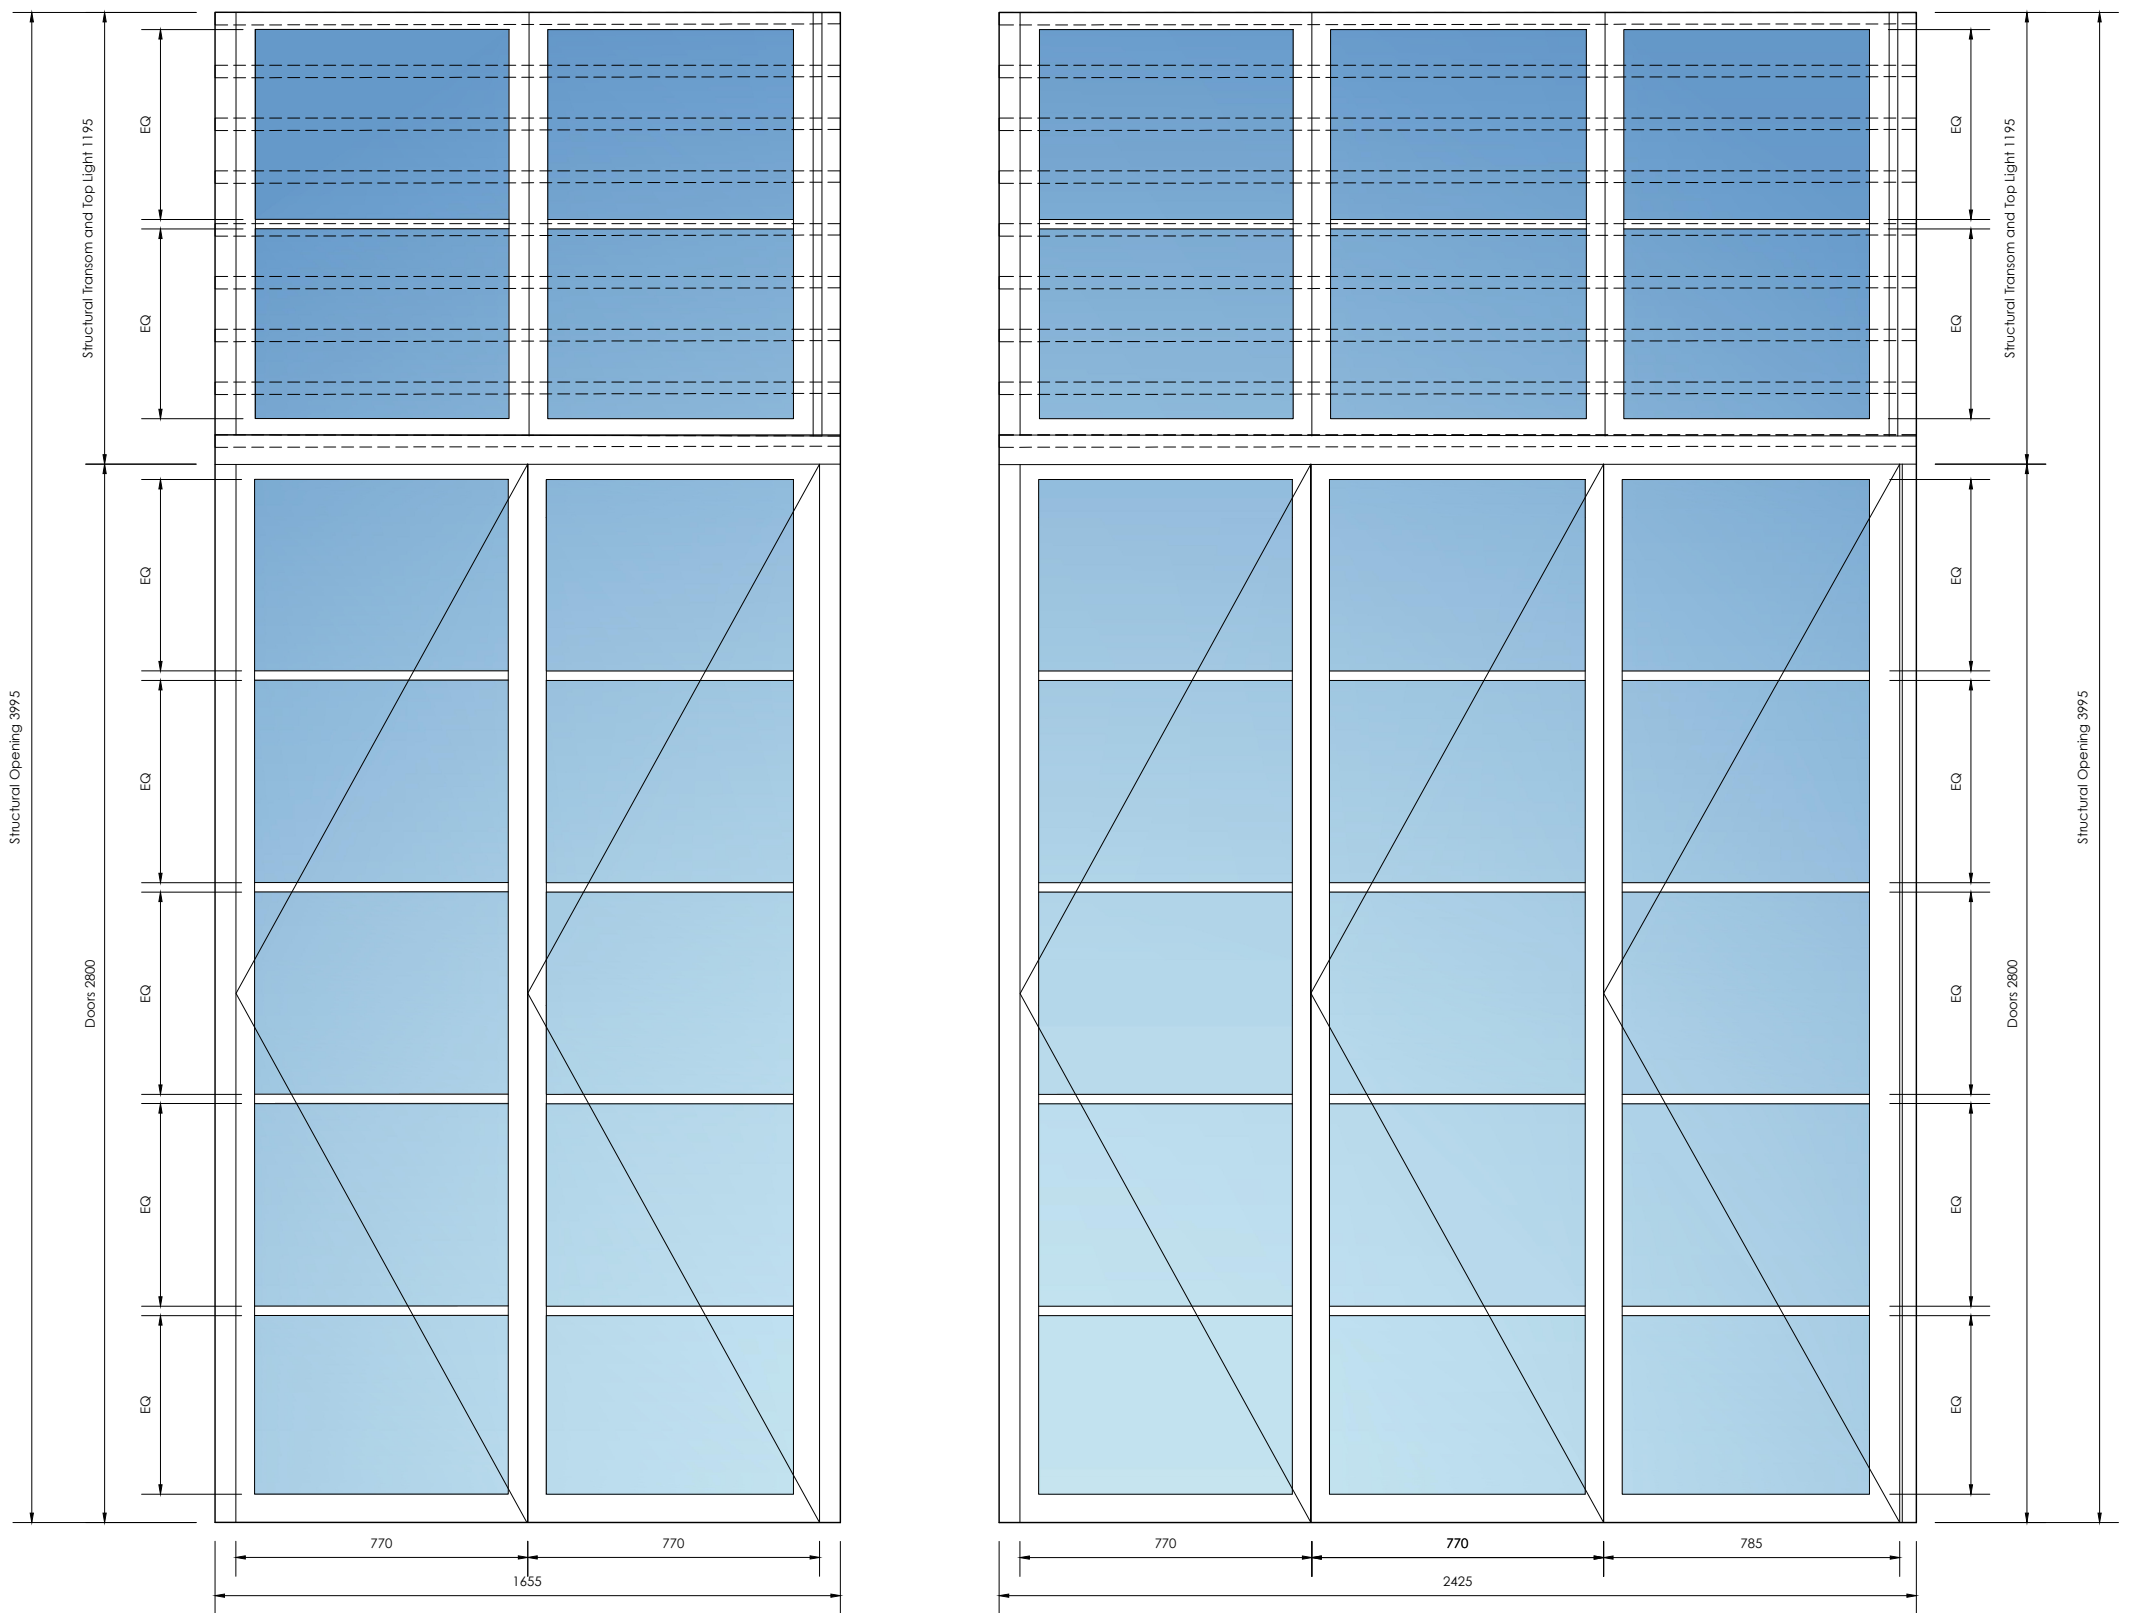 Structural Opening 3995
Structural Transom and Top Light 1195
Doors 2800
EQ
EQ
EQ
EQ
EQ
EQ
EQ
770
770
1655
770
770
785
2425
EQ
EQ
EQ
EQ
EQ
EQ
EQ
Structural Transom and Top Light 1195
Doors 2800
Structural Opening 3995